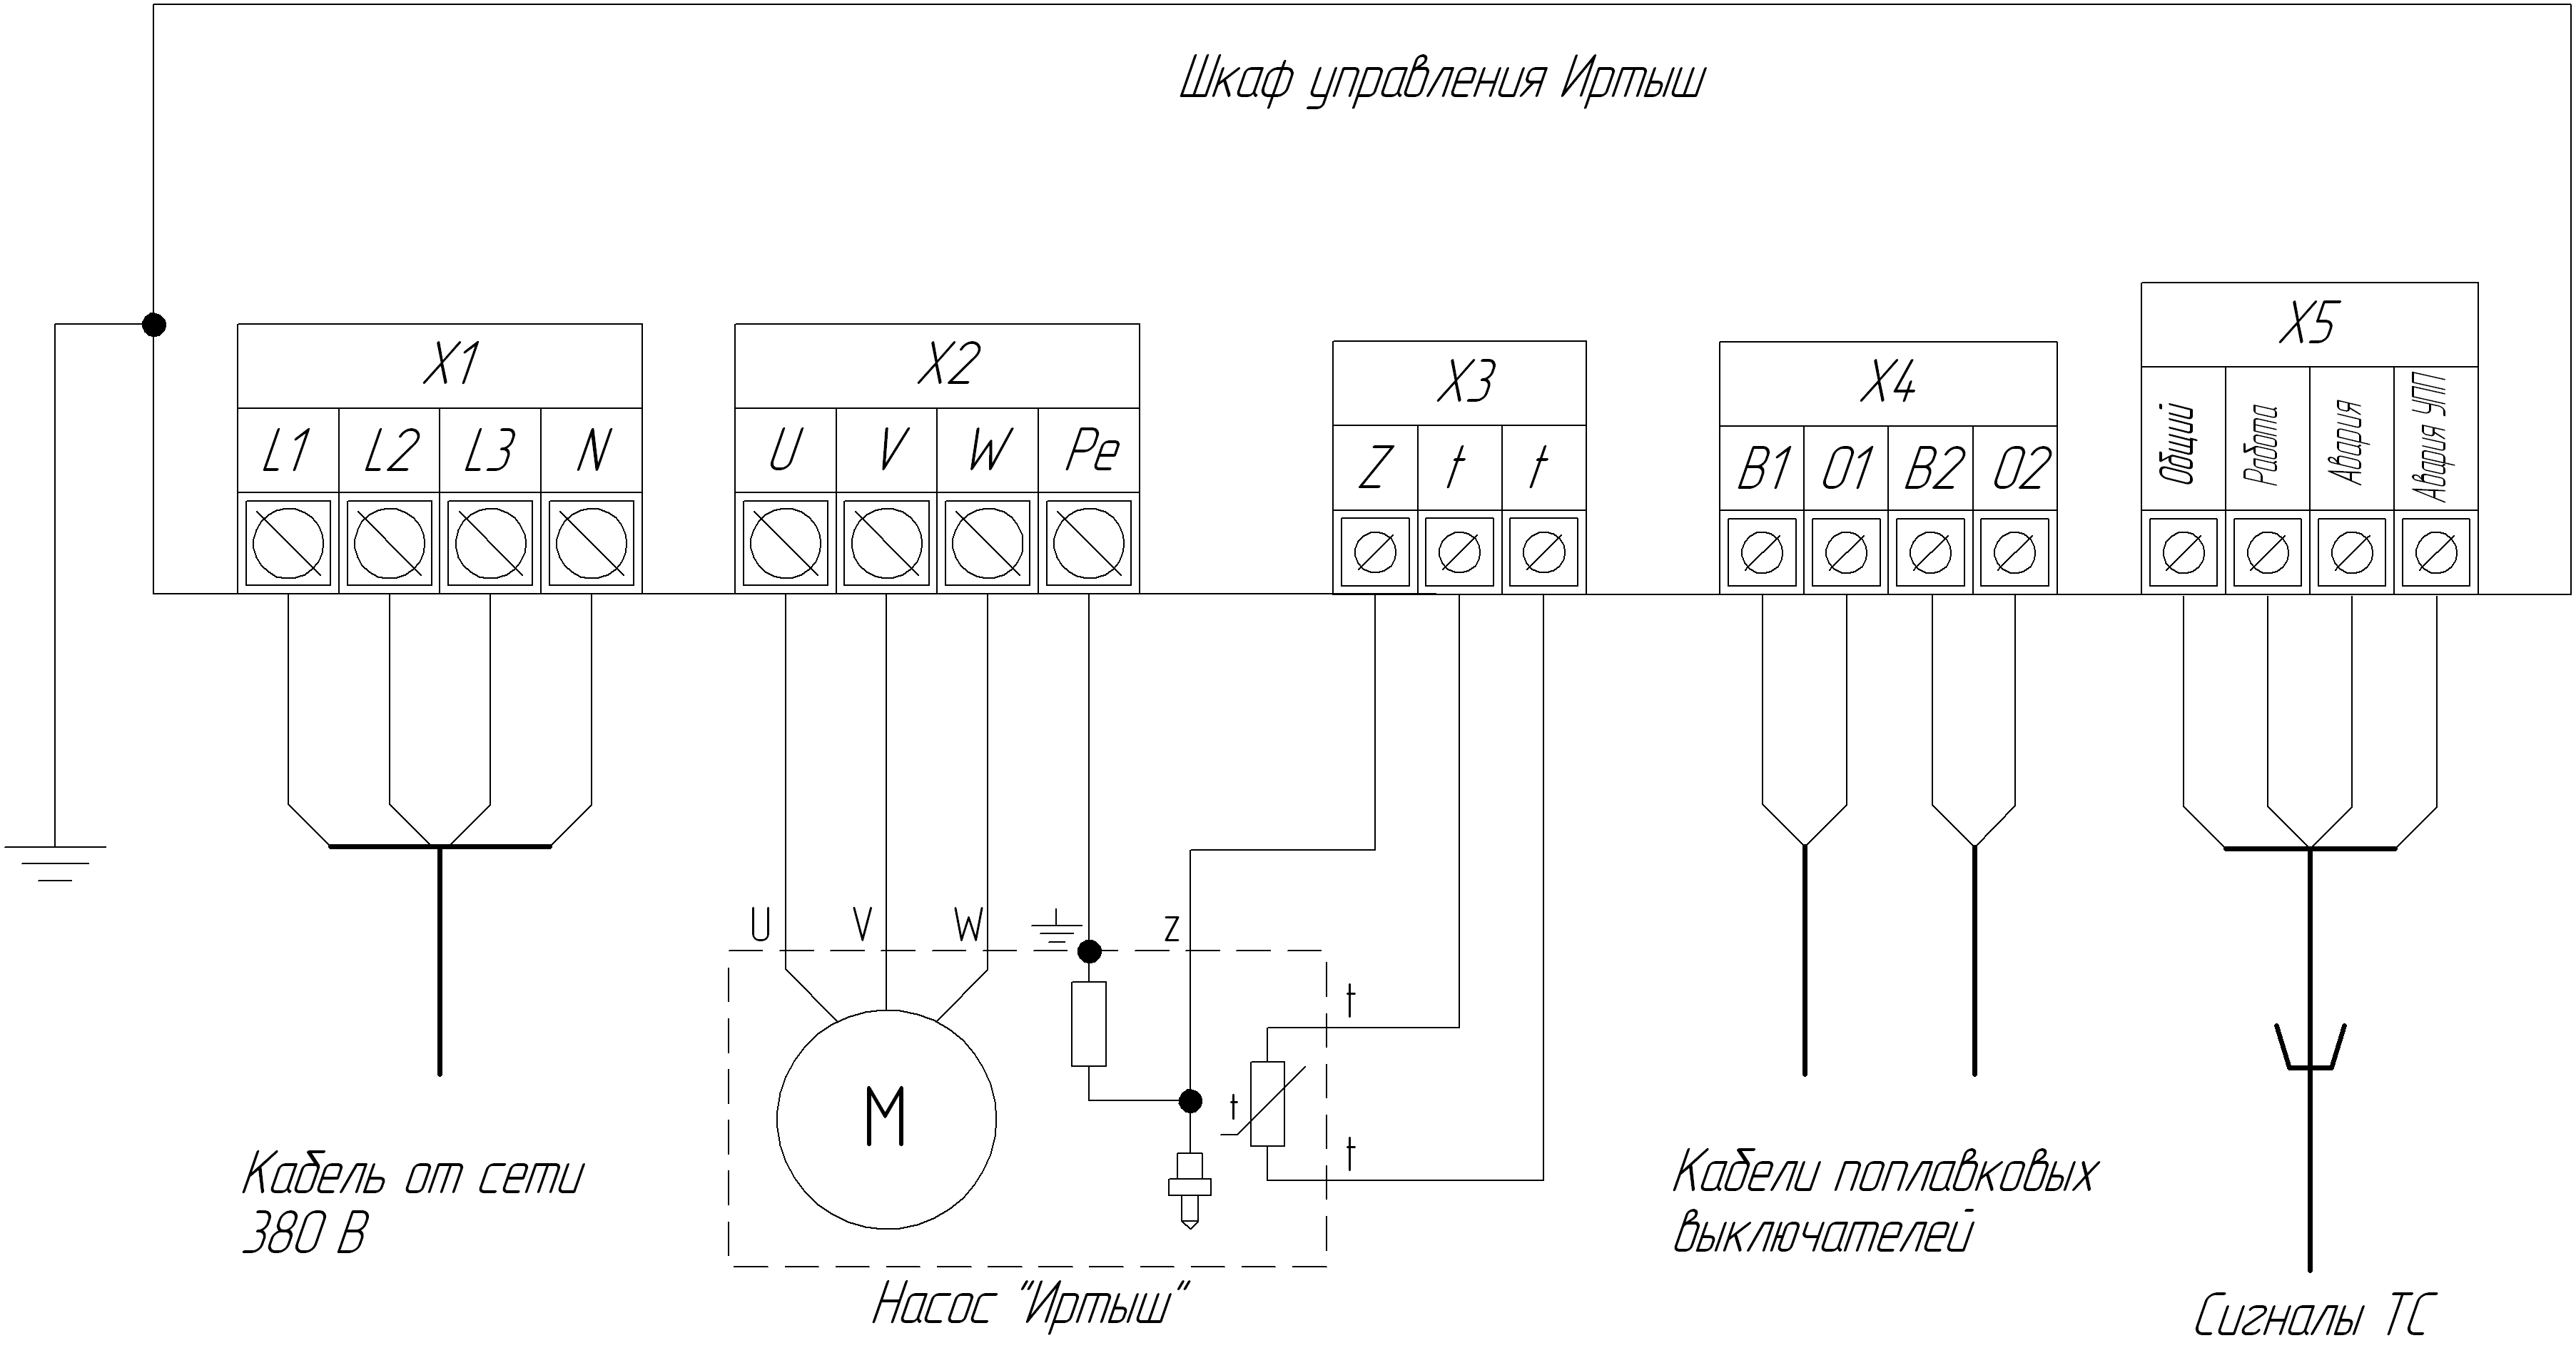 Шкаф управления Иртыш
X1
L1 L2 L3 N
X2
U V W Pe
X3
Z t t
X4
B1 O1 B2 O2
X5
Общий Работа Авария Авария УПП
U V W z
t
t
t
M
Кабель от сети
380 В
Насос "Иртыш"
Кабели поплавковых
выключателей
Сигналы ТС